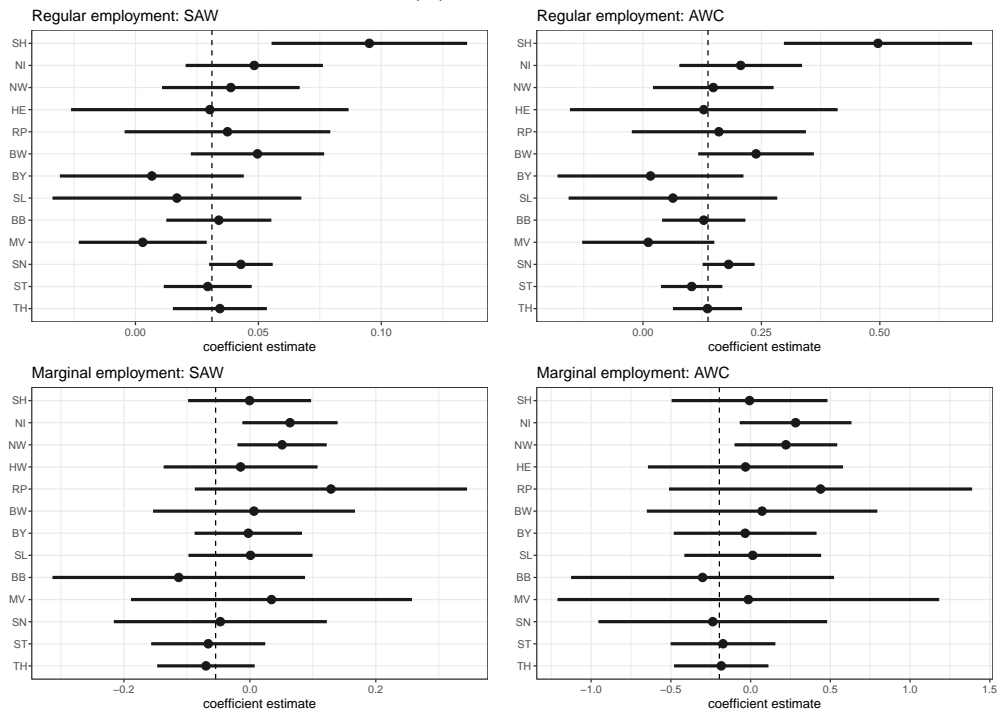 Regular employment: SAW
SH
NI
NW
HE
RP
BW
BY
SL
BB
MV
SN
ST
TH
0.00 0.05 0.10
coefficient estimate
Regular employment: AWC
SH
NI
NW
HE
RP
BW
BY
SL
BB
MV
SN
ST
TH
0.00 0.25 0.50
coefficient estimate
Marginal employment: SAW
SH
NI
NW
HW
RP
BW
BY
SL
BB
MV
SN
ST
TH
−0.2 0.0 0.2
coefficient estimate
Marginal employment: AWC
SH
NI
NW
HE
RP
BW
BY
SL
BB
MV
SN
ST
TH
−1.0 −0.5 0.0 0.5 1.0 1.5
coefficient estimate